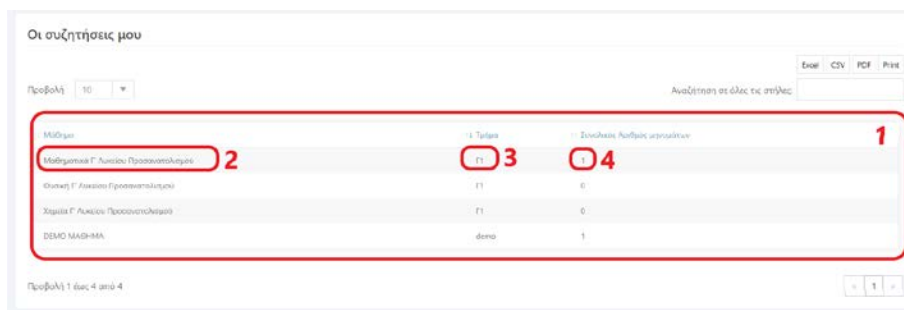 Οι συζητήσεις μου
Excel CSV PDF Print
Προβολή 10 Αναζήτηση σε όλες τις στήλες:
1
Μάθημα Τμήμα Συνολικός Αριθμός μηνυμάτων
Μαθηματικά Γ' Λυκείου Προσανατολισμού 2 Γ1 3 1 4
Φυσική Γ' Λυκείου Προσανατολισμού Γ1 0
Χημεία Γ' Λυκείου Προσανατολισμού Γ1 0
DEMO ΜΑΘΗΜΑ demo 1
Προβολή 1 έως 4 από 4 « 1 »